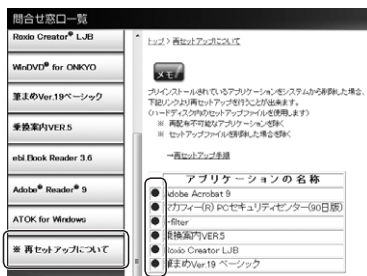 問合せ窓口一覧
Roxio Creator® LJB
WinDVD® for ONKYO
筆まめVer.19ベーシック
乗換案内VER.5
ebi.Book Reader 3.6
Adobe® Reader® 9
ATOK for Windows
※ 再セットアップについて
トップ > 再セットアップについて
メモ!
プリインストールされているアプリケーションをシステムから削除した場合、
下記リンクより再セットアップを行うことが出来ます。
(ハードディスク内のセットアップファイルを使用します)
※ 再配布不可能なアプリケーションを除く
※ セットアップファイルを削除した場合を除く
→再セットアップ手順
アプリケーションの名称
Adobe Acrobat 9
マカフィー(R) PCセキュリティセンター(90日版)
i-filter
乗換案内VER5
Roxio Creator LJB
筆まめVer.19 ベーシック